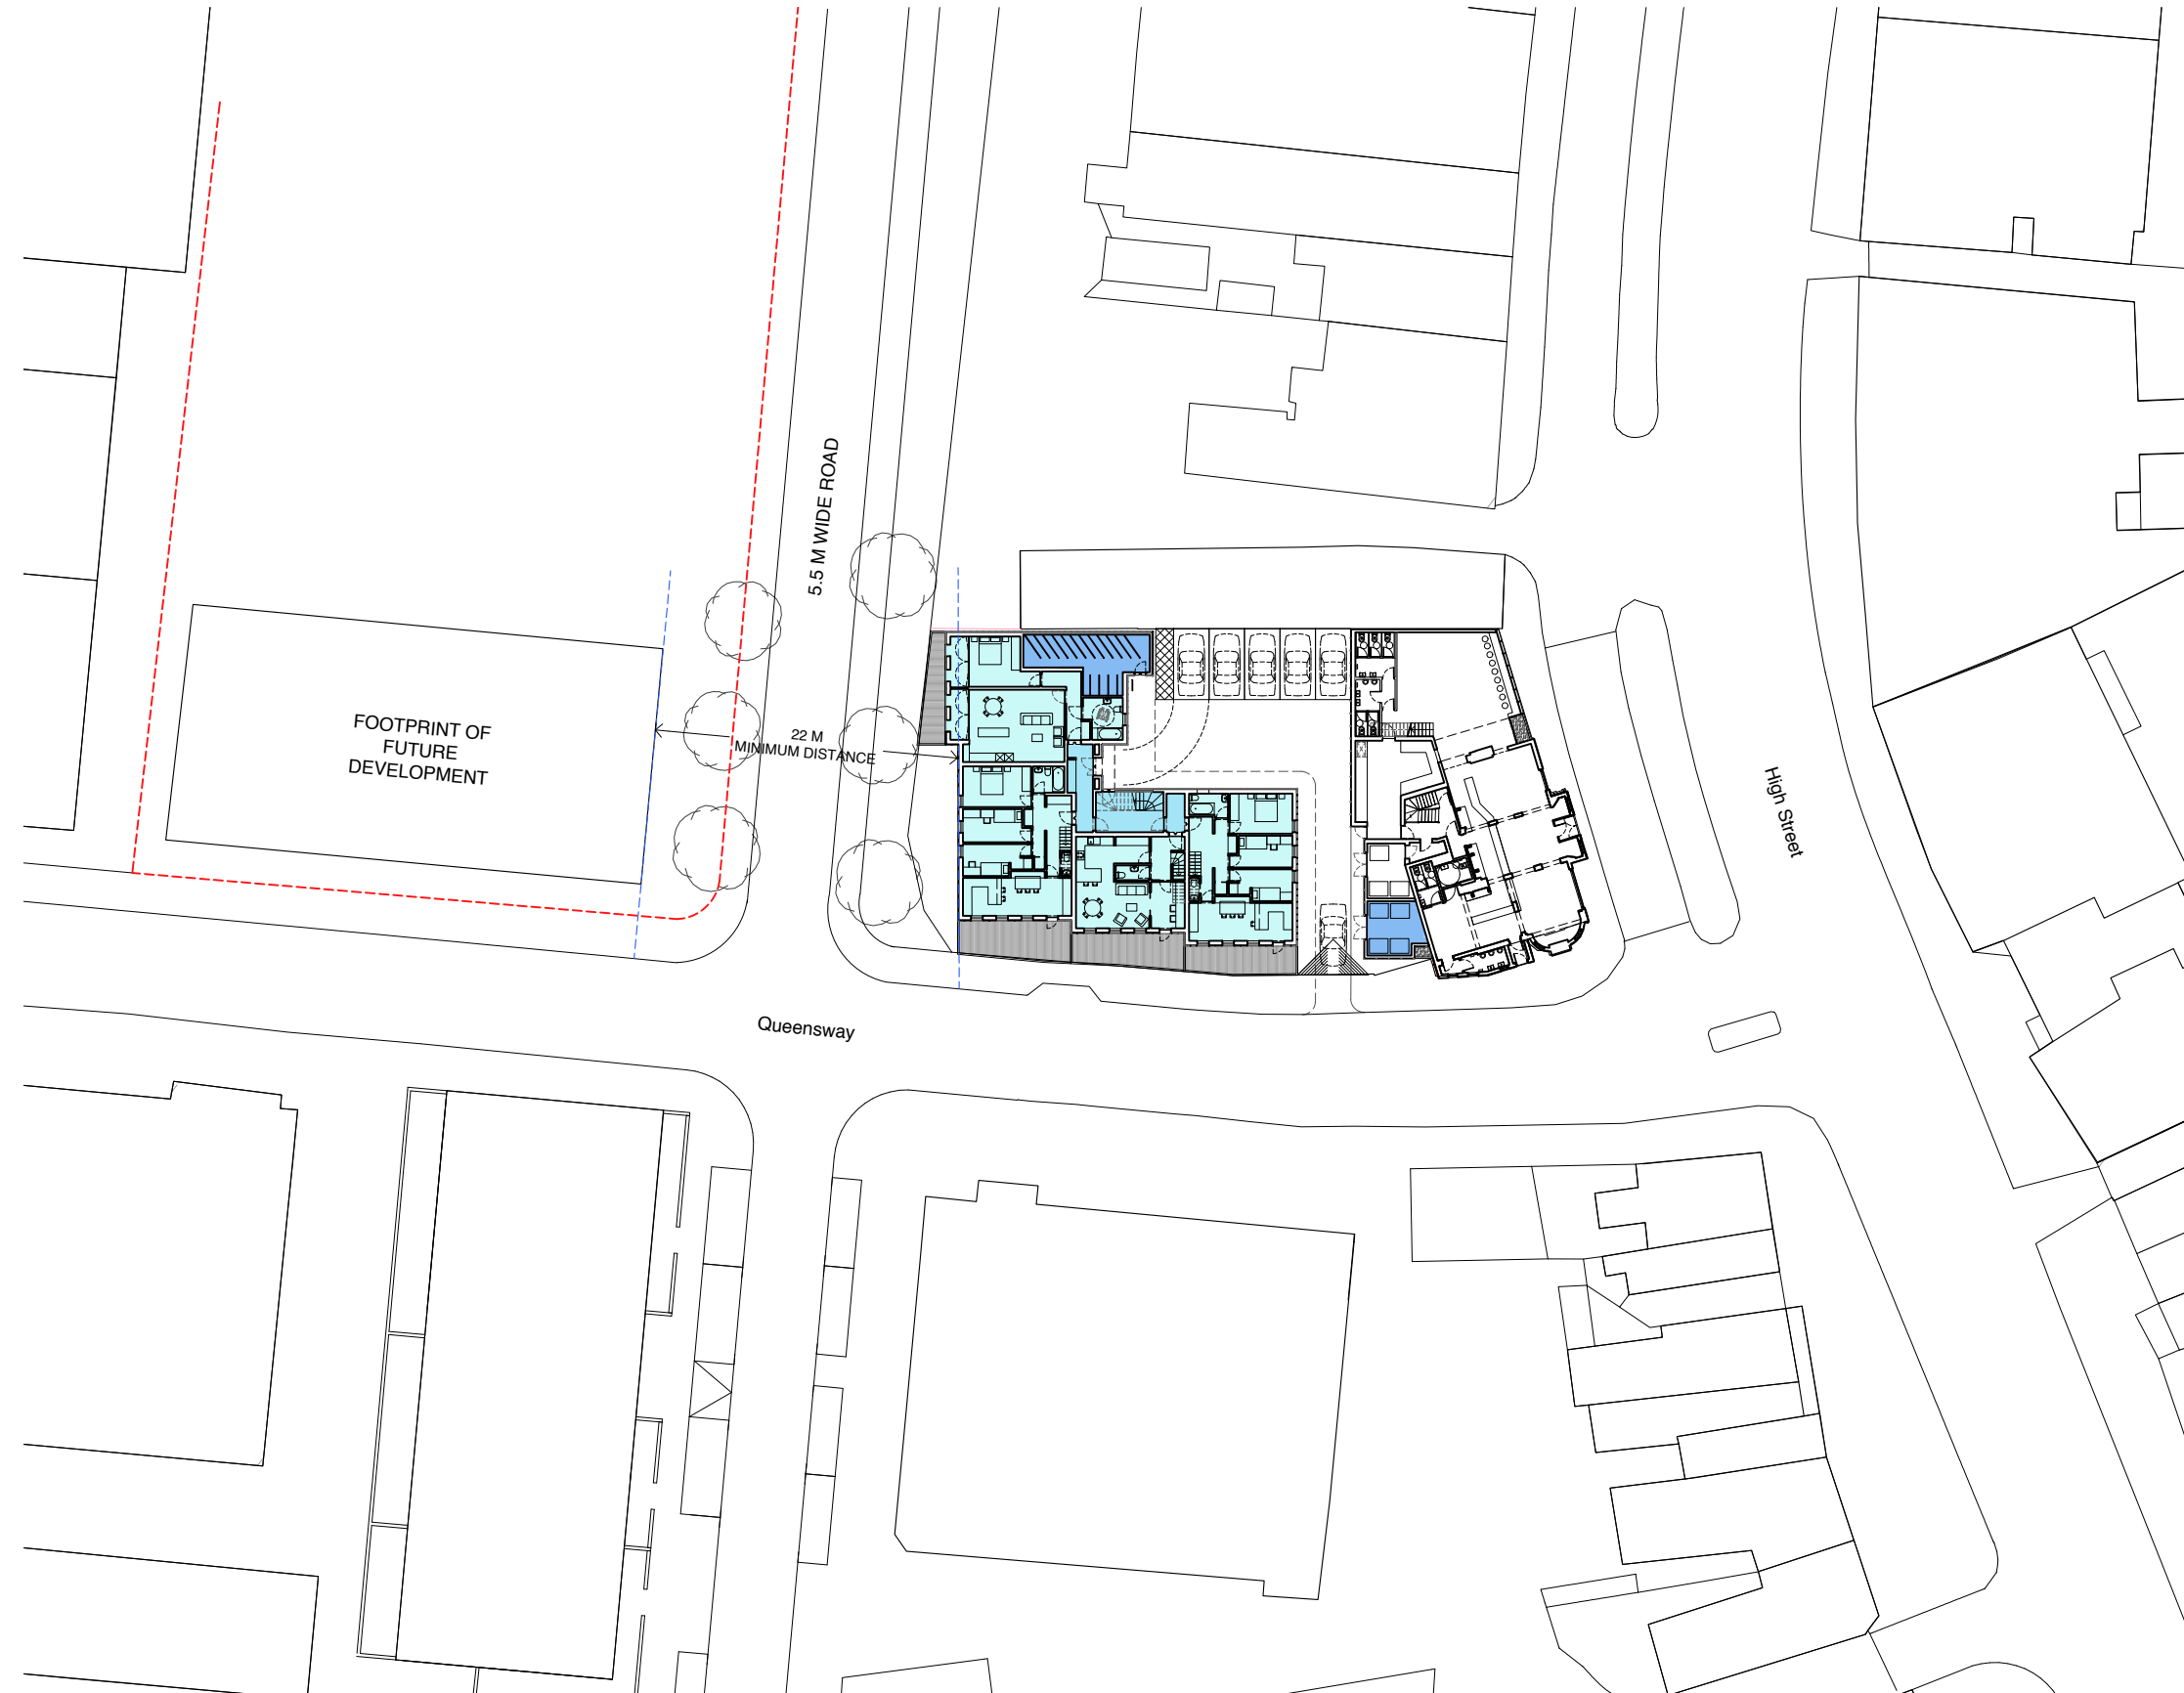 5.5 M WIDE ROAD
FOOTPRINT OF
FUTURE
DEVELOPMENT
22 M
MINIMUM DISTANCE
High Street
Queensway